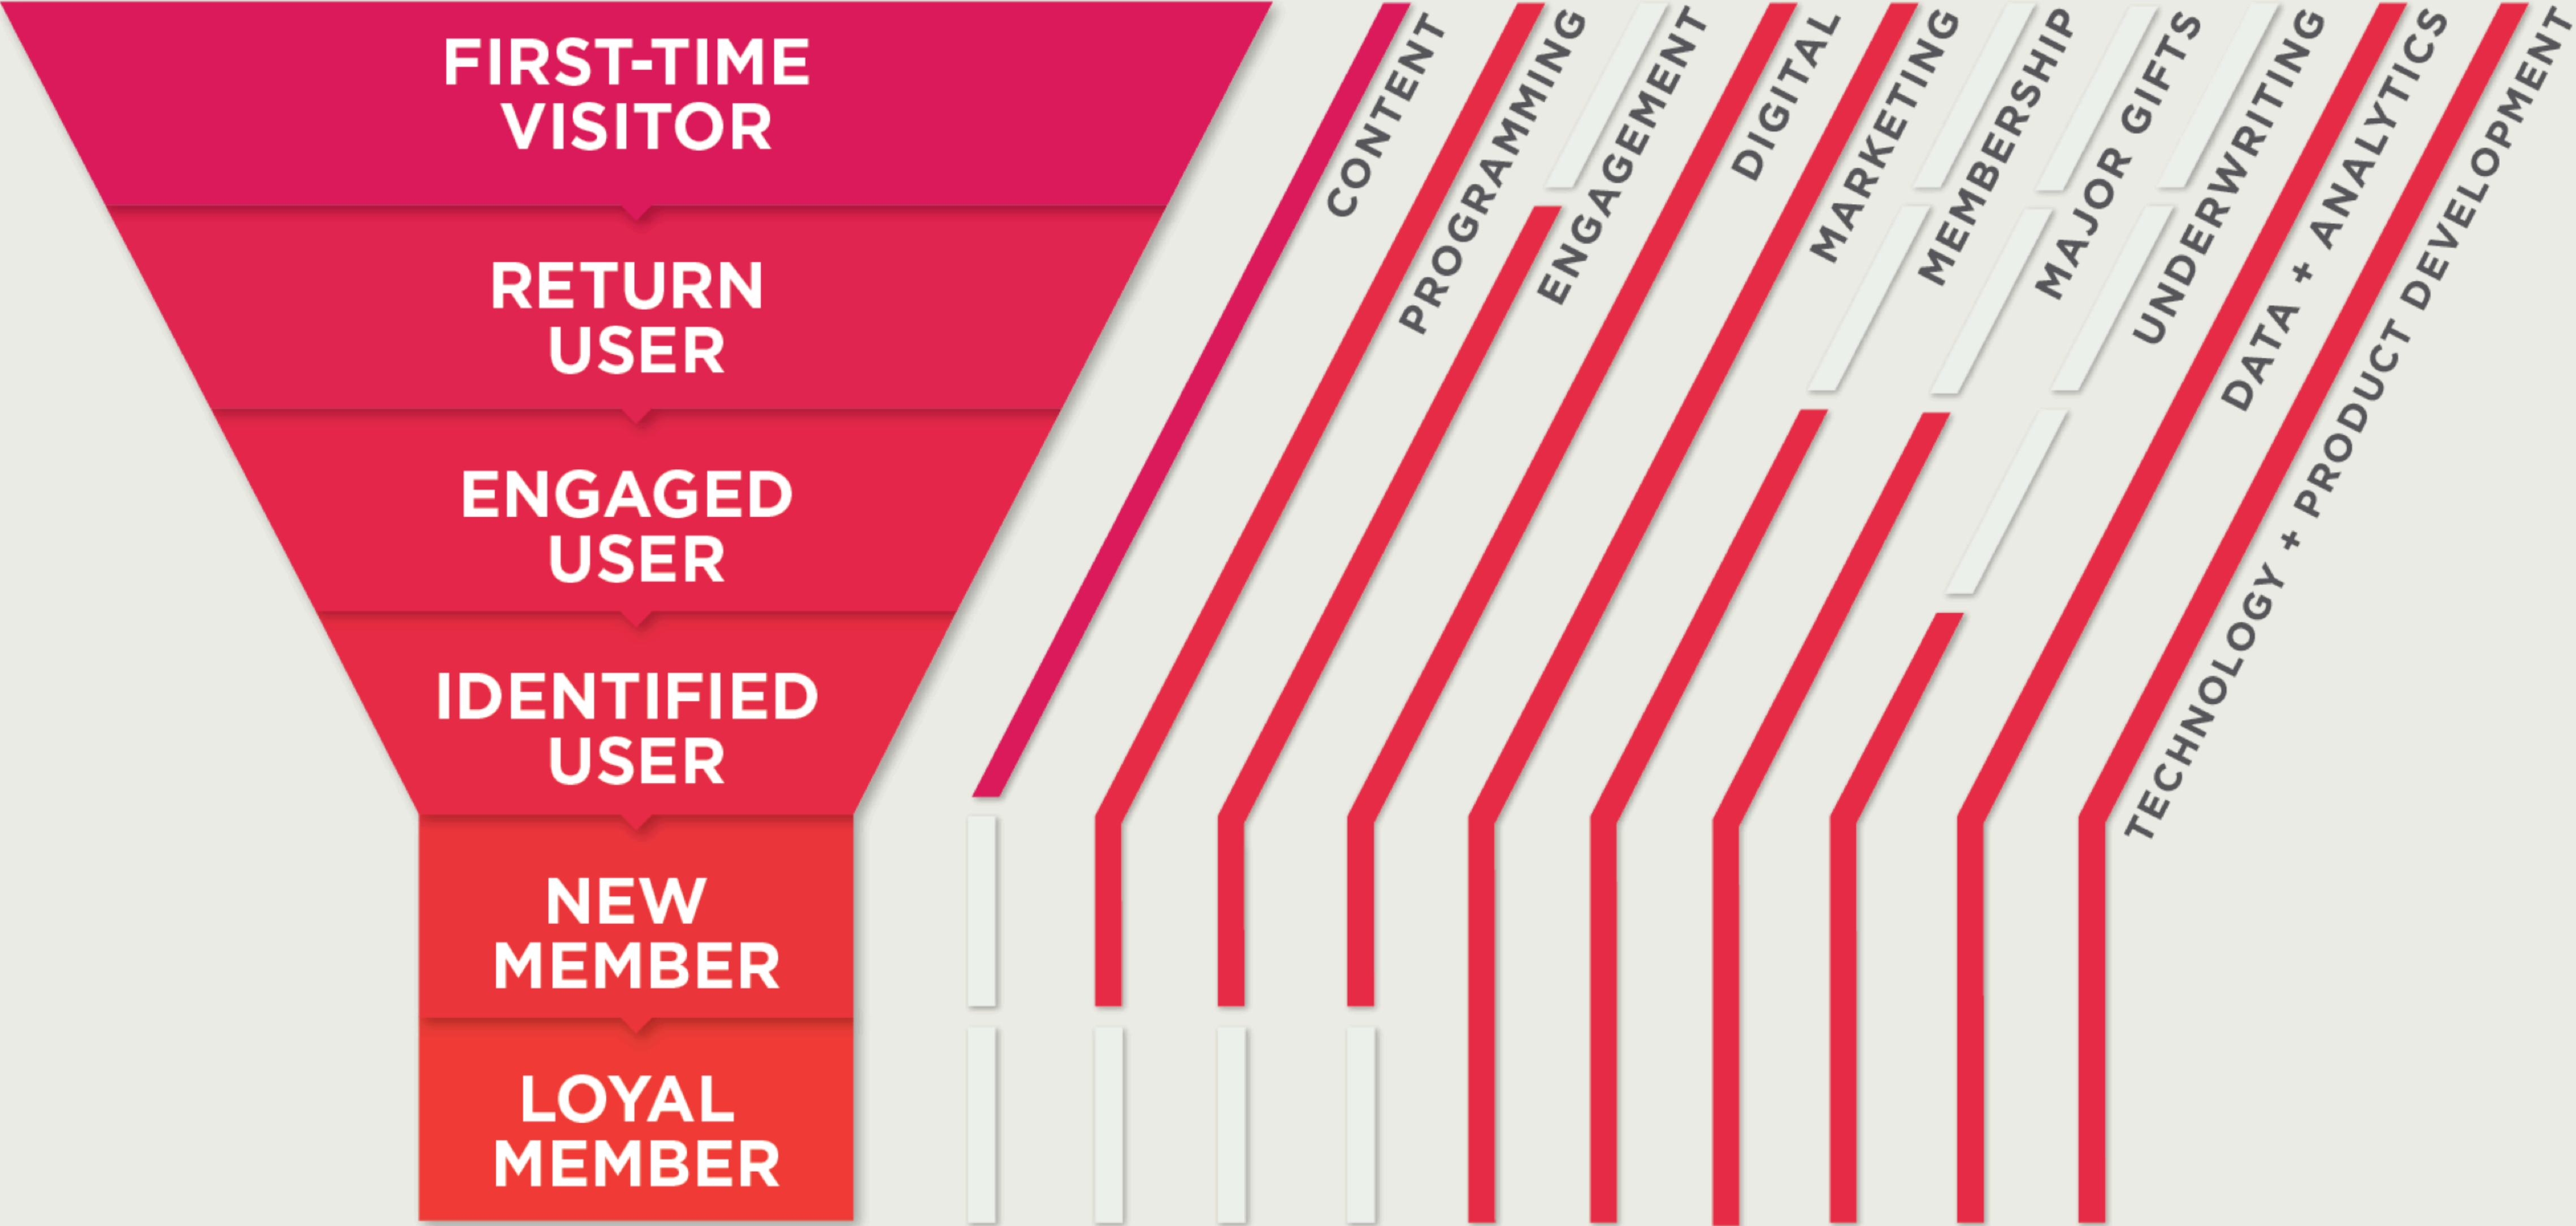 FIRST-TIME
VISITOR
RETURN
USER
ENGAGED
USER
IDENTIFIED
USER
NEW
MEMBER
LOYAL
MEMBER
CONTENT
PROGRAMMING
ENGAGEMENT
DIGITAL
MARKETING
MEMBERSHIP
MAJOR GIFTS
UNDERWRITING
DATA + ANALYTICS
TECHNOLOGY + PRODUCT DEVELOPMENT